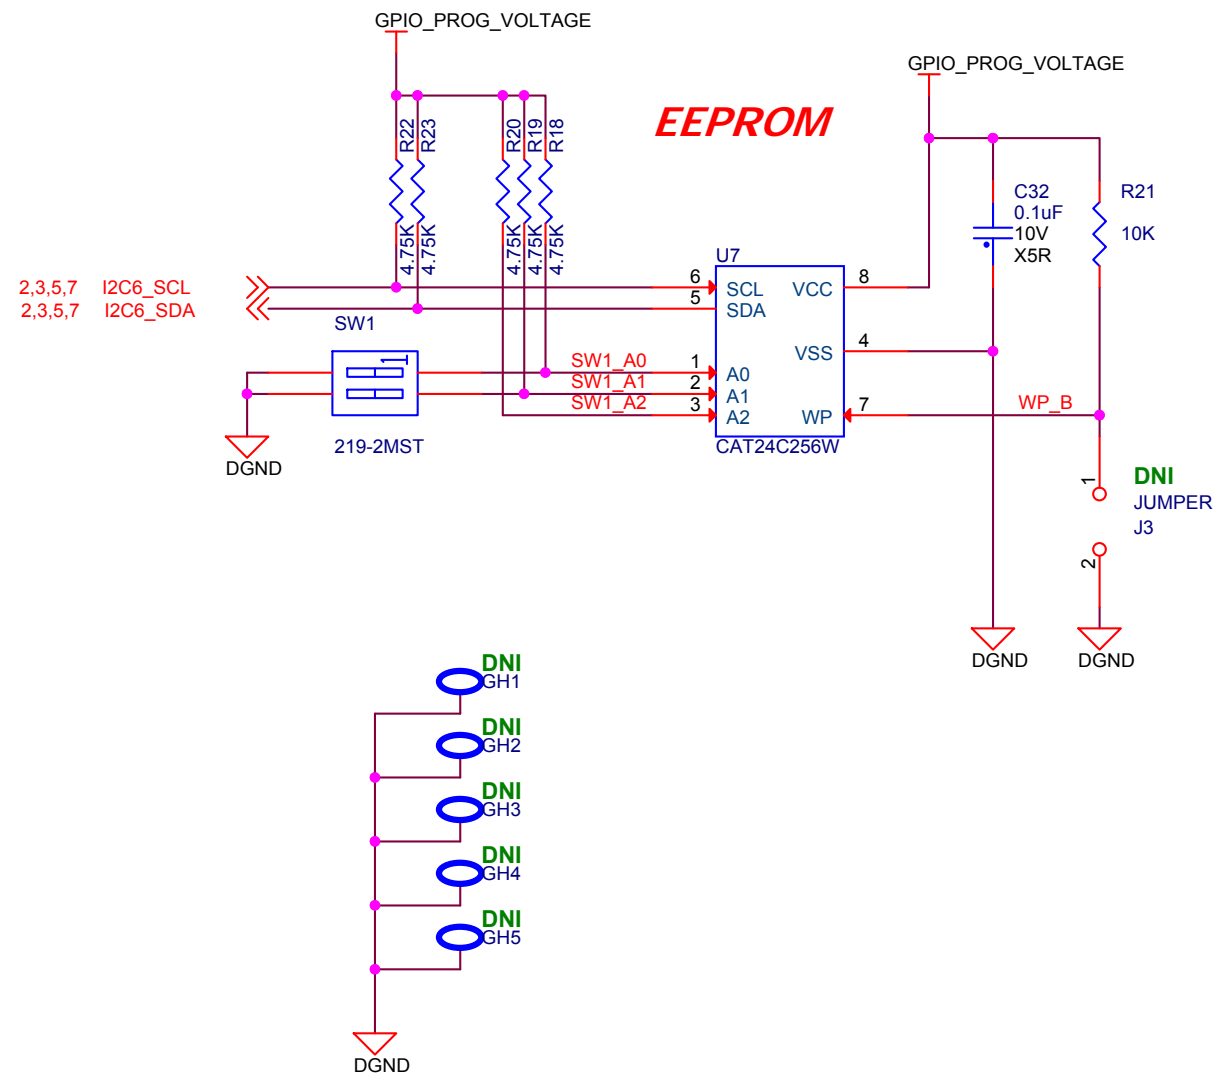 GPIO_PROG_VOLTAGE
GPIO_PROG_VOLTAGE
EEPROM
R22
R23
R20
R19
R18
4.75K
4.75K
4.75K
4.75K
4.75K
C32
0.1uF
10V
X5R
R21
10K
2,3,5,7 I2C6_SCL
2,3,5,7 I2C6_SDA
U7
6 SCL
5 SDA
1 A0
2 A1
3 A2
VCC 8
VSS 4
WP 7
CAT24C256W
SW1
1
219-2MST
SW1_A0
SW1_A1
SW1_A2
DGND
WP_B
1
2
DNI
JUMPER
J3
DGND
DGND
DNI
GH1
DNI
GH2
DNI
GH3
DNI
GH4
DNI
GH5
DGND